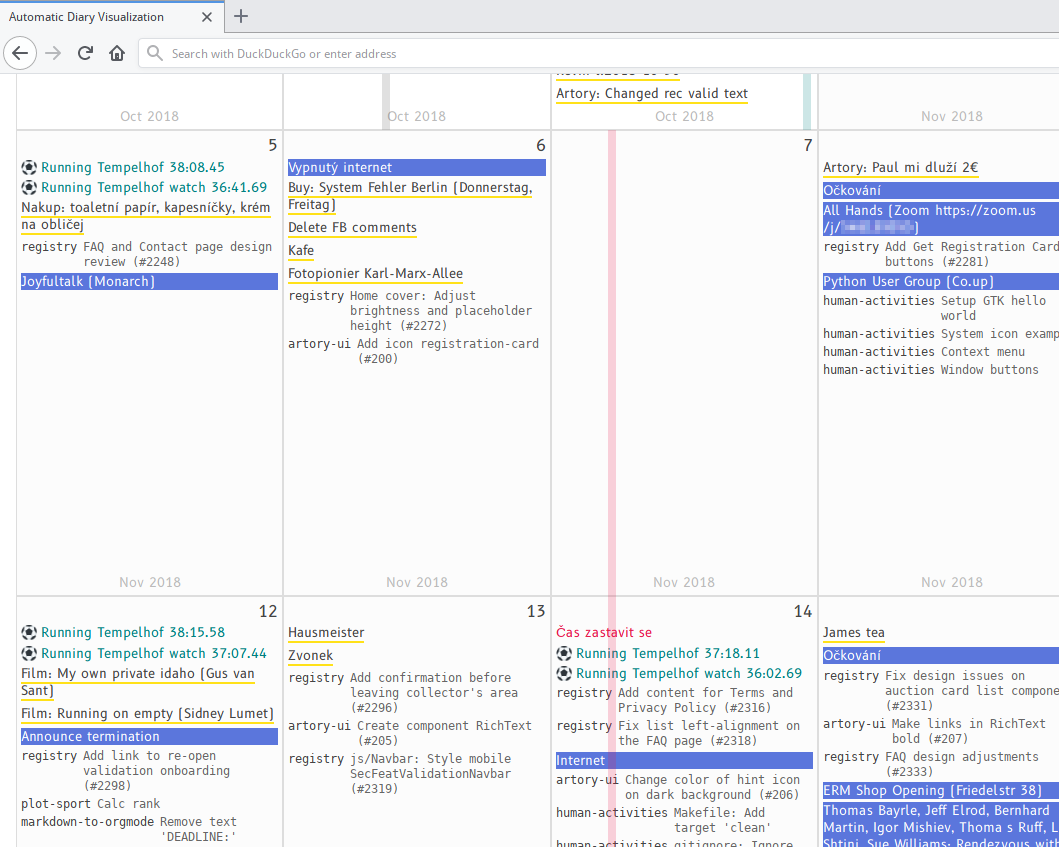 Automatic Diary Visualization
Search with DuckDuckGo or enter address
Artory: Changed rec valid text
Oct 2018
Oct 2018
Oct 2018
Nov 2018
5
Running Tempelhof 38:08.45
Running Tempelhof watch 36:41.69
Nakup: toaletní papír, kapesníčky, krém
na obličej
registry FAQ and Contact page design
review (#2248)
Joyfultalk (Monarch)
Nov 2018
6
Vypnutý internet
Buy: System Fehler Berlin (Donnerstag,
Freitag)
Delete FB comments
Kafe
Fotopionier Karl-Marx-Allee
registry Home cover: Adjust
brightness and placeholder
height (#2272)
artory-ui Add icon registration-card
(#200)
Nov 2018
7
Nov 2018
Artory: Paul mi dluží 2€
Očkování
All Hands (Zoom https://zoom.us
/j/
registry Add Get Registration Card
buttons (#2281)
Python User Group (Co.up)
human-activities Setup GTK hello
world
human-activities System icon examp
human-activities Context menu
human-activities Window buttons
Nov 2018
12
Running Tempelhof 38:15.58
Running Tempelhof watch 37:07.44
Film: My own private idaho (Gus van
Sant)
Film: Running on empty (Sidney Lumet)
Announce termination
registry Add link to re-open
validation onboarding
(#2298)
plot-sport Calc rank
markdown-to-orgmode Remove text
'DEADLINE:'
13
Hausmeister
Zvonek
registry Add confirmation before
leaving collector's area
(#2296)
artory-ui Create component RichText
(#205)
registry js/Navbar: Style mobile
SecFeatValidationNavbar
(#2319)
14
Čas zastavit se
Running Tempelhof 37:18.11
Running Tempelhof watch 36:02.69
registry Add content for Terms and
Privacy Policy (#2316)
registry Fix list left-alignment on
the FAQ page (#2318)
Internet
artory-ui Change color of hint icon
on dark background (#206)
human-activities Makefile: Add
target 'clean'
human-activities gitignore: Ignore
James tea
Očkování
registry Fix design issues on
auction card list compone
(#2331)
artory-ui Make links in RichText
bold (#207)
registry FAQ design adjustments
(#2333)
ERM Shop Opening (Friedelstr 38)
Thomas Bayrle, Jeff Elrod, Bernhard
Martin, Igor Mishiev, Thoma s Ruff, L
Shtini, Sue Williams: Rendezvous with